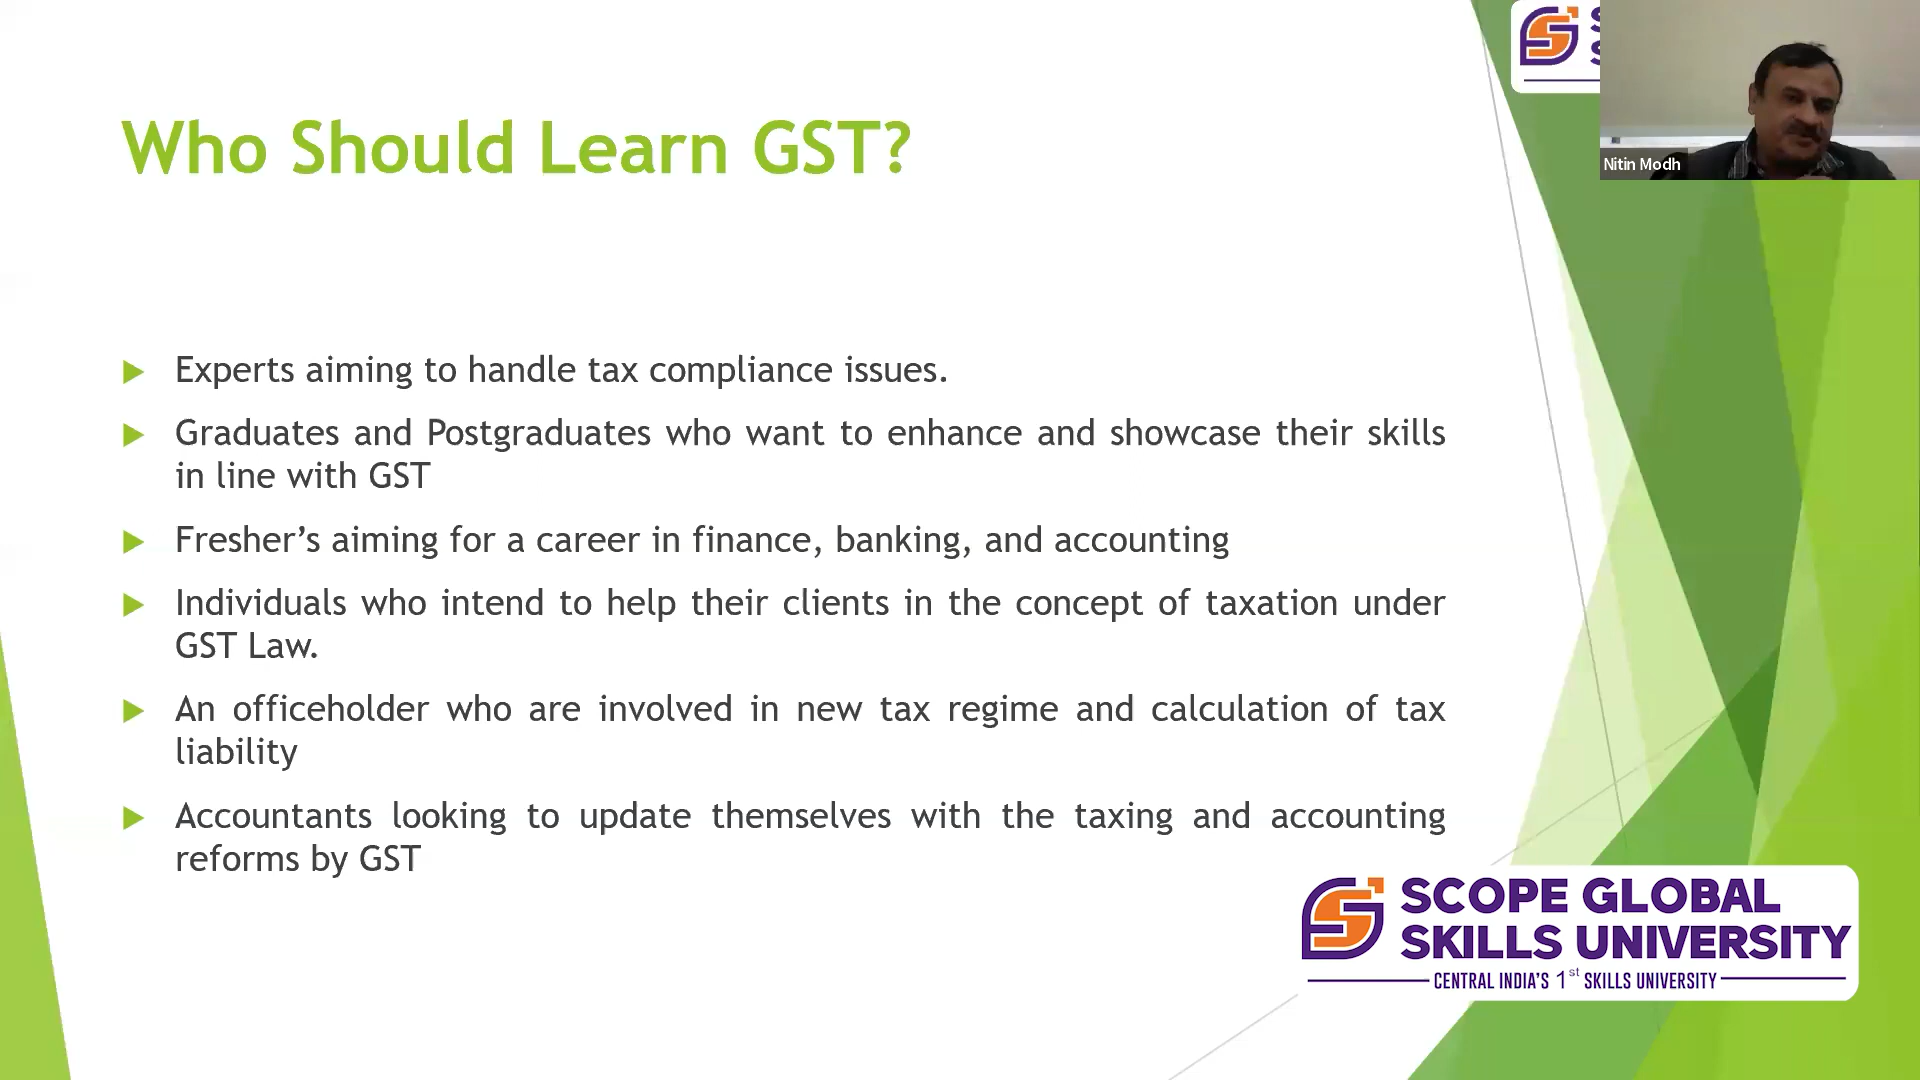 Who Should Learn GST?
Nitin Modh
Experts aiming to handle tax compliance issues.
Graduates and Postgraduates who want to enhance and showcase their skills
in line with GST
Fresher’s aiming for a career in finance, banking, and accounting
Individuals who intend to help their clients in the concept of taxation under
GST Law.
An officeholder who are involved in new tax regime and calculation of tax
liability
Accountants looking to update themselves with the taxing and accounting
reforms by GST
SCOPE GLOBAL
SKILLS UNIVERSITY
CENTRAL INDIA'S 1st SKILLS UNIVERSITY